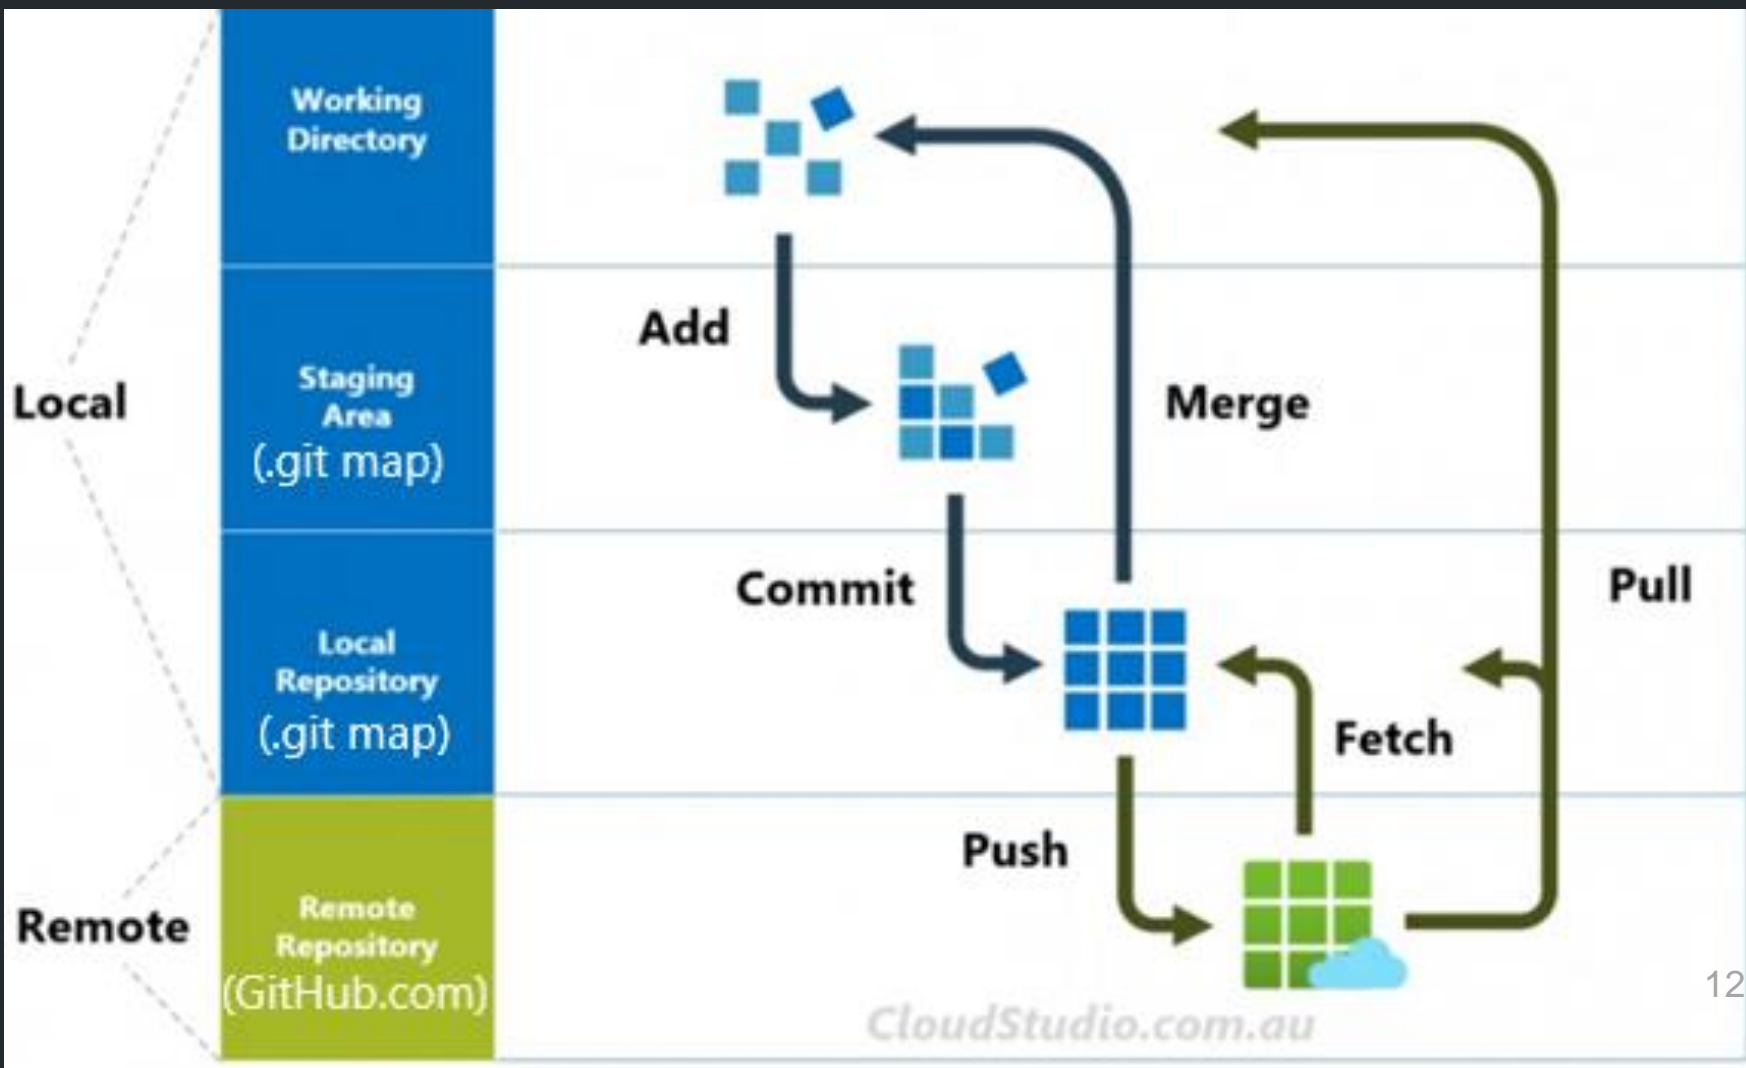 Working
Directory
Add
Staging
Area
(.git map)
Local
Merge
Commit
Pull
Local
Repository
(.git map)
Fetch
Push
Remote
Remote
Repository
(GitHub.com)
12
CloudStudio.com.au